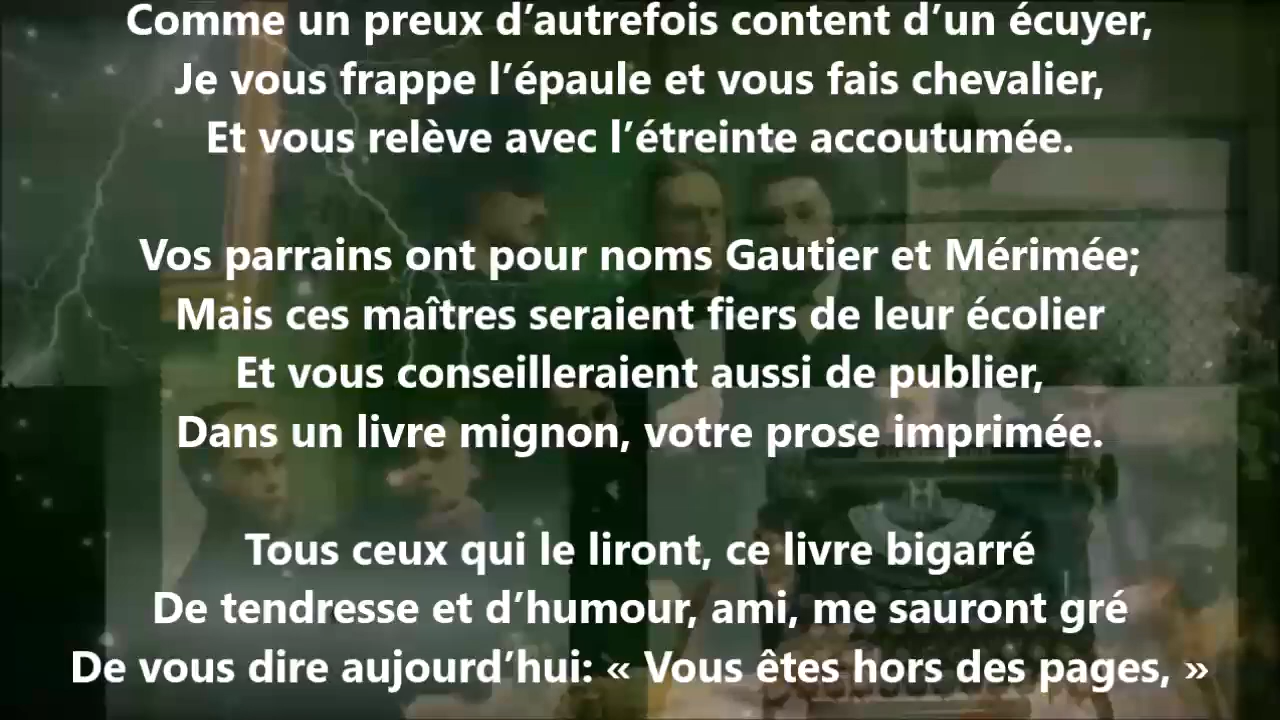 Comme un preux d’autrefois content d’un écuyer,
Je vous frappe l’épaule et vous fais chevalier,
Et vous relève avec l’étreinte accoutumée.
Vos parrains ont pour noms Gautier et Mérimée;
Mais ces maîtres seraient fiers de leur écolier
Et vous conseilleraient aussi de publier,
Dans un livre mignon, votre prose imprimée.
Tous ceux qui le liront, ce livre bigarré
De tendresse et d’humour, ami, me sauront gré
De vous dire aujourd’hui: « Vous êtes hors des pages, »